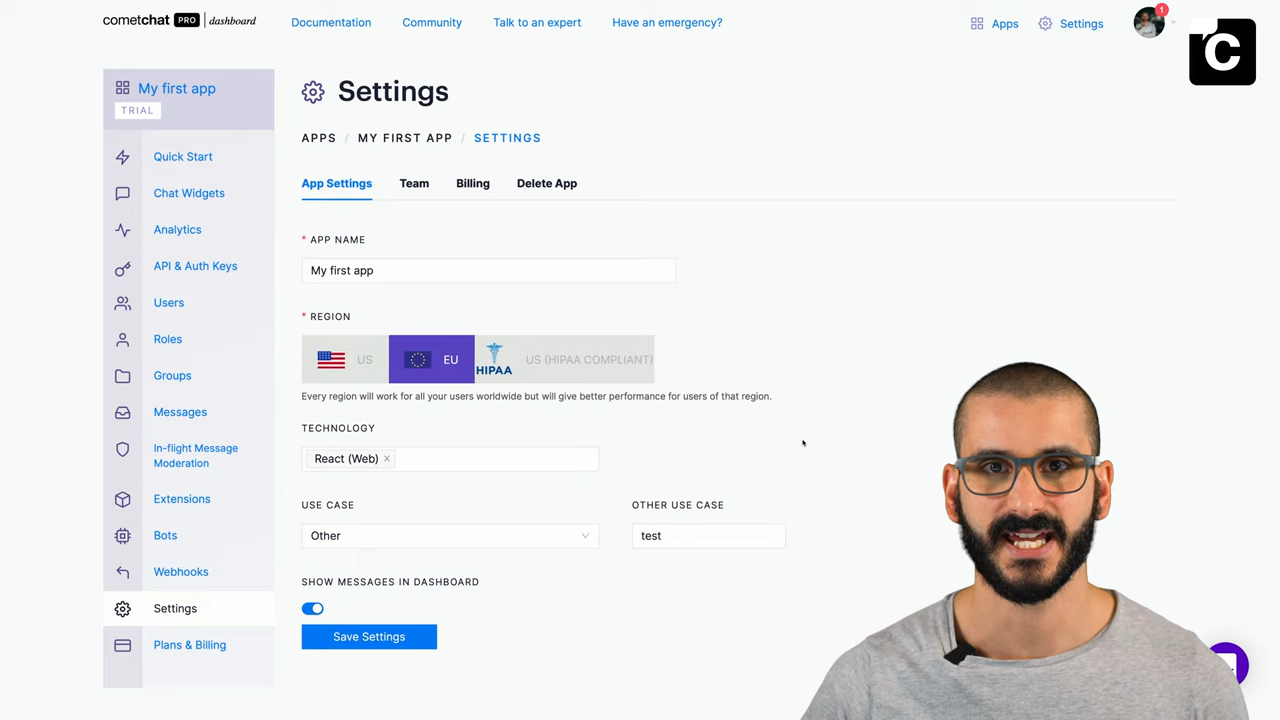 cometchat PRO dashboard
Documentation
Community
Talk to an expert
Have an emergency?
Apps
Settings
1
C
My first app
TRIAL
Quick Start
Chat Widgets
Analytics
API & Auth Keys
Users
Roles
Groups
Messages
In-flight Message
Moderation
Extensions
Bots
Webhooks
Settings
Plans & Billing
Settings
APPS / MY FIRST APP / SETTINGS
App Settings
Team
Billing
Delete App
* APP NAME
My first app
* REGION
US
EU
HIPAA
US (HIPAA COMPLIANT)
Every region will work for all your users worldwide but will give better performance for users of that region.
TECHNOLOGY
React (Web) ×
USE CASE
OTHER USE CASE
Other
test
SHOW MESSAGES IN DASHBOARD
Save Settings